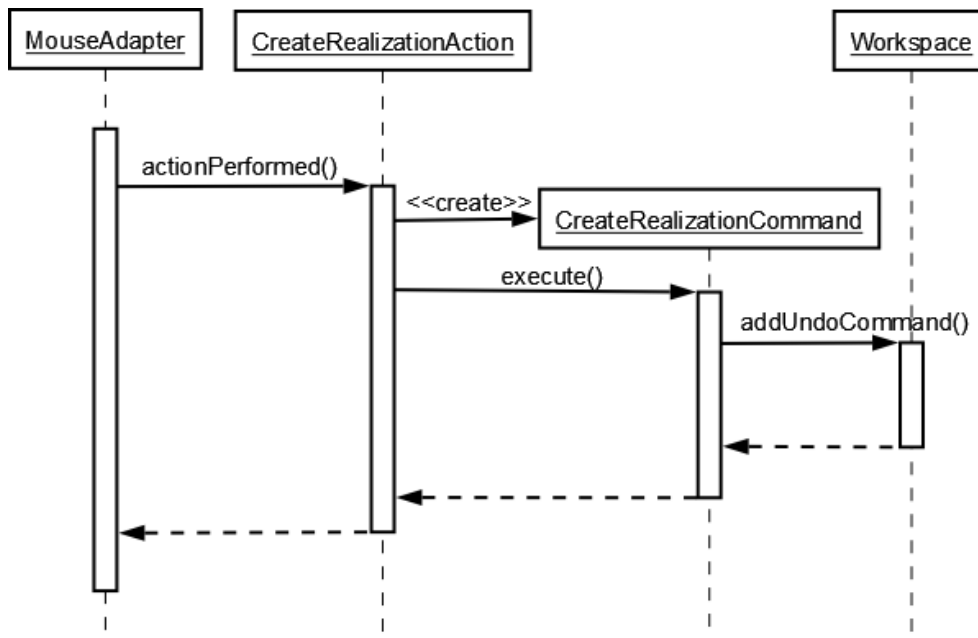 MouseAdapter
CreateRealizationAction
Workspace
actionPerformed()
<<create>>
CreateRealizationCommand
execute()
addUndoCommand()